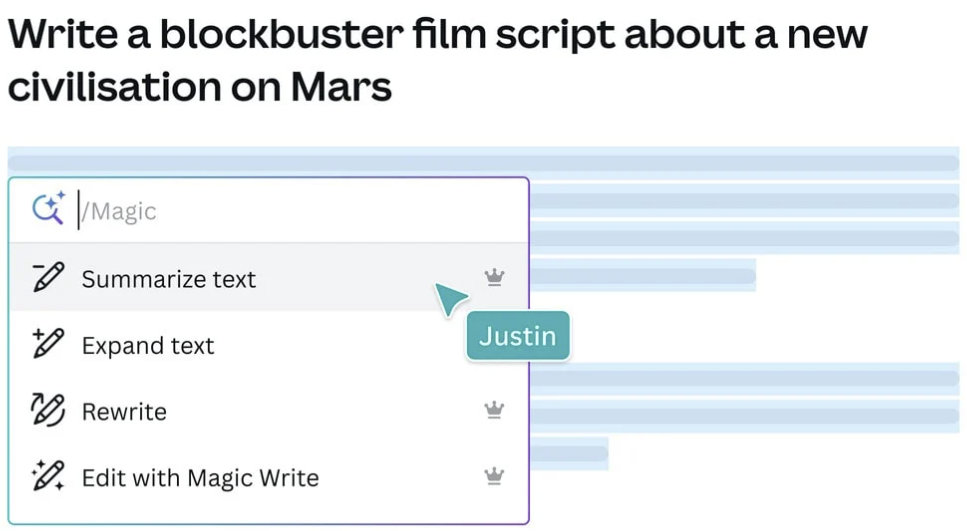 Write a blockbuster film script about a new
civilisation on Mars
/Magic
Summarize text
Justin
Expand text
Rewrite
Edit with Magic Write